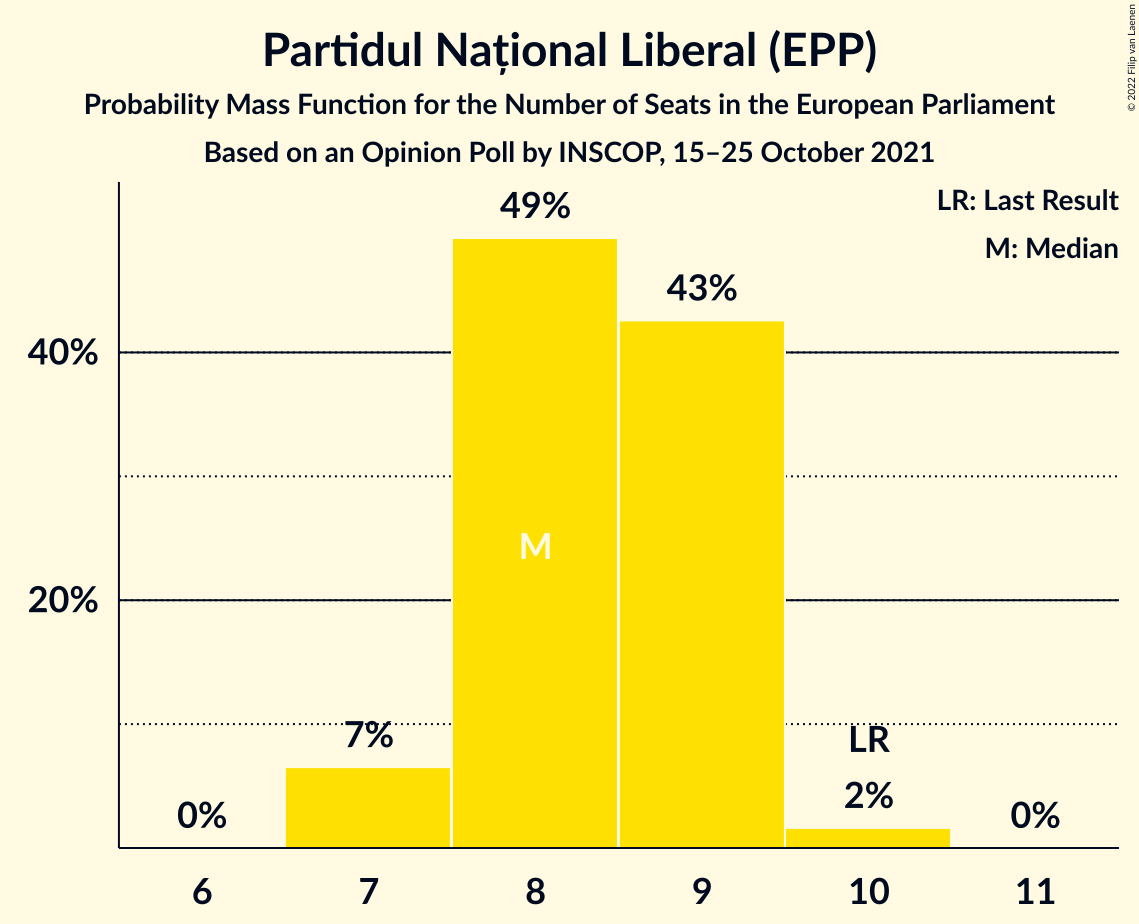 Partidul Național Liberal (EPP)
Probability Mass Function for the Number of Seats in the European Parliament
Based on an Opinion Poll by INSCOP, 15–25 October 2021
© 2022 Filip van Laenen
LR: Last Result
M: Median
49%
43%
40%
M
20%
7%
LR
2%
0%
0%
6
7
8
9
10
11